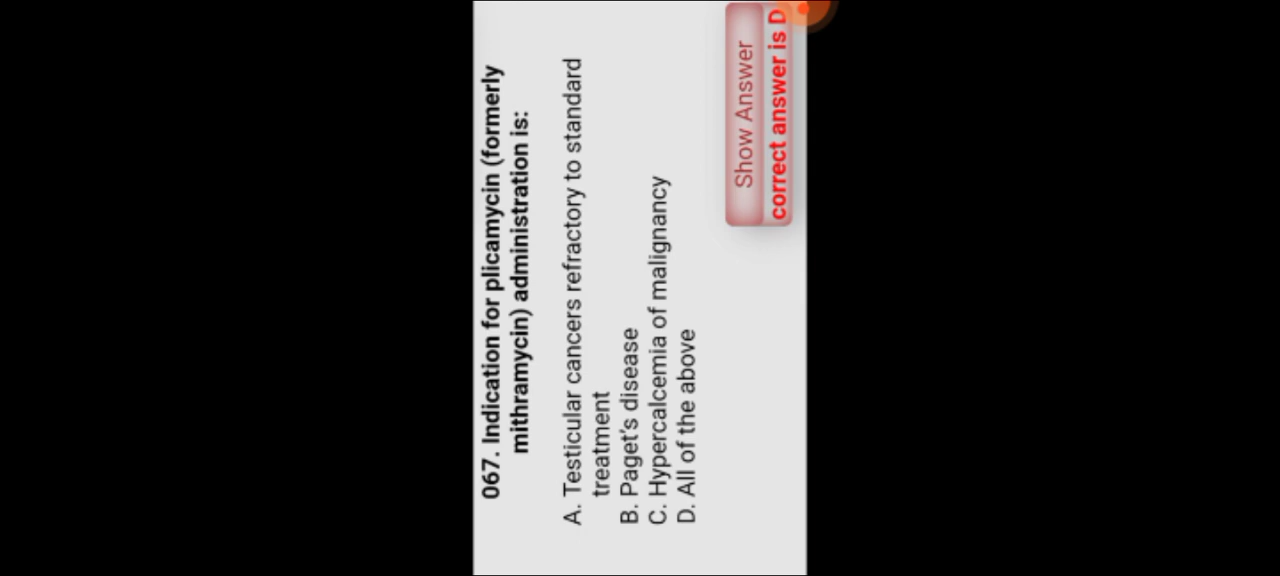 067. Indication for plicamycin (formerly
mithramycin) administration is:
A. Testicular cancers refractory to standard
treatment
B. Paget's disease
C. Hypercalcemia of malignancy
D. All of the above
Show Answer
correct answer is D